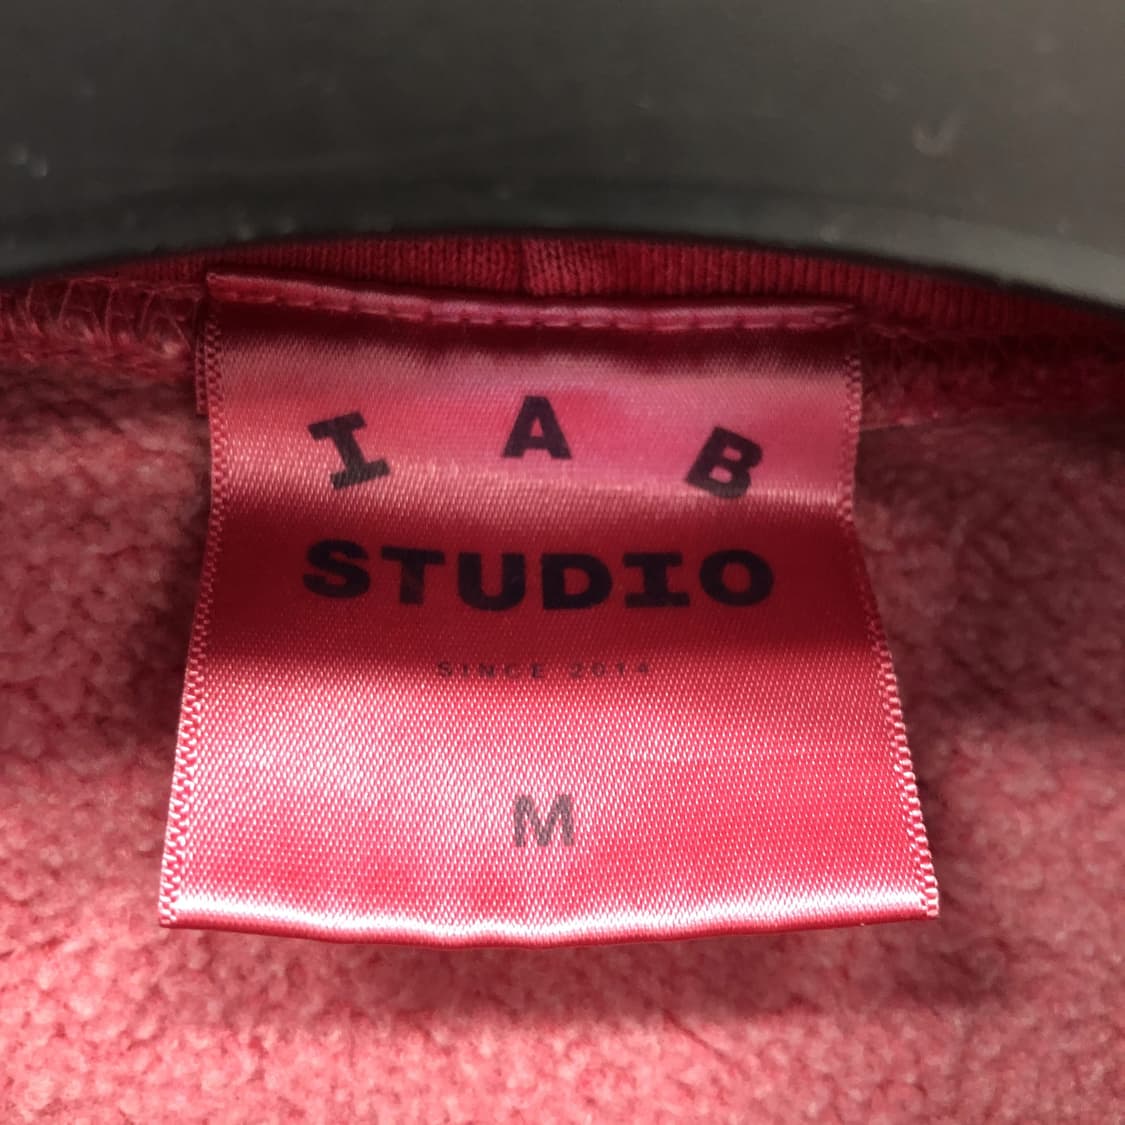 I A B
STUDIO
SINCE 2014
M